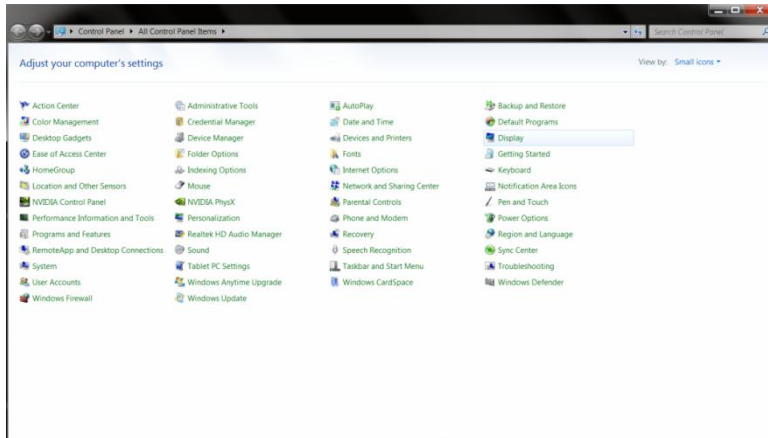 Control Panel All Control Panel Items
Search Control Panel
Adjust your computer's settings
View by: Small icons
Action Center Administrative Tools AutoPlay Backup and Restore
Color Management Credential Manager Date and Time Default Programs
Desktop Gadgets Device Manager Devices and Printers Display
Ease of Access Center Folder Options Fonts Getting Started
HomeGroup Indexing Options Internet Options Keyboard
Location and Other Sensors Mouse Network and Sharing Center Notification Area Icons
NVIDIA Control Panel NVIDIA PhysX Parental Controls Pen and Touch
Performance Information and Tools Personalization Phone and Modem Power Options
Programs and Features Realtek HD Audio Manager Recovery Region and Language
RemoteApp and Desktop Connections Sound Speech Recognition Sync Center
System Tablet PC Settings Taskbar and Start Menu Troubleshooting
User Accounts Windows Anytime Upgrade Windows CardSpace Windows Defender
Windows Firewall Windows Update